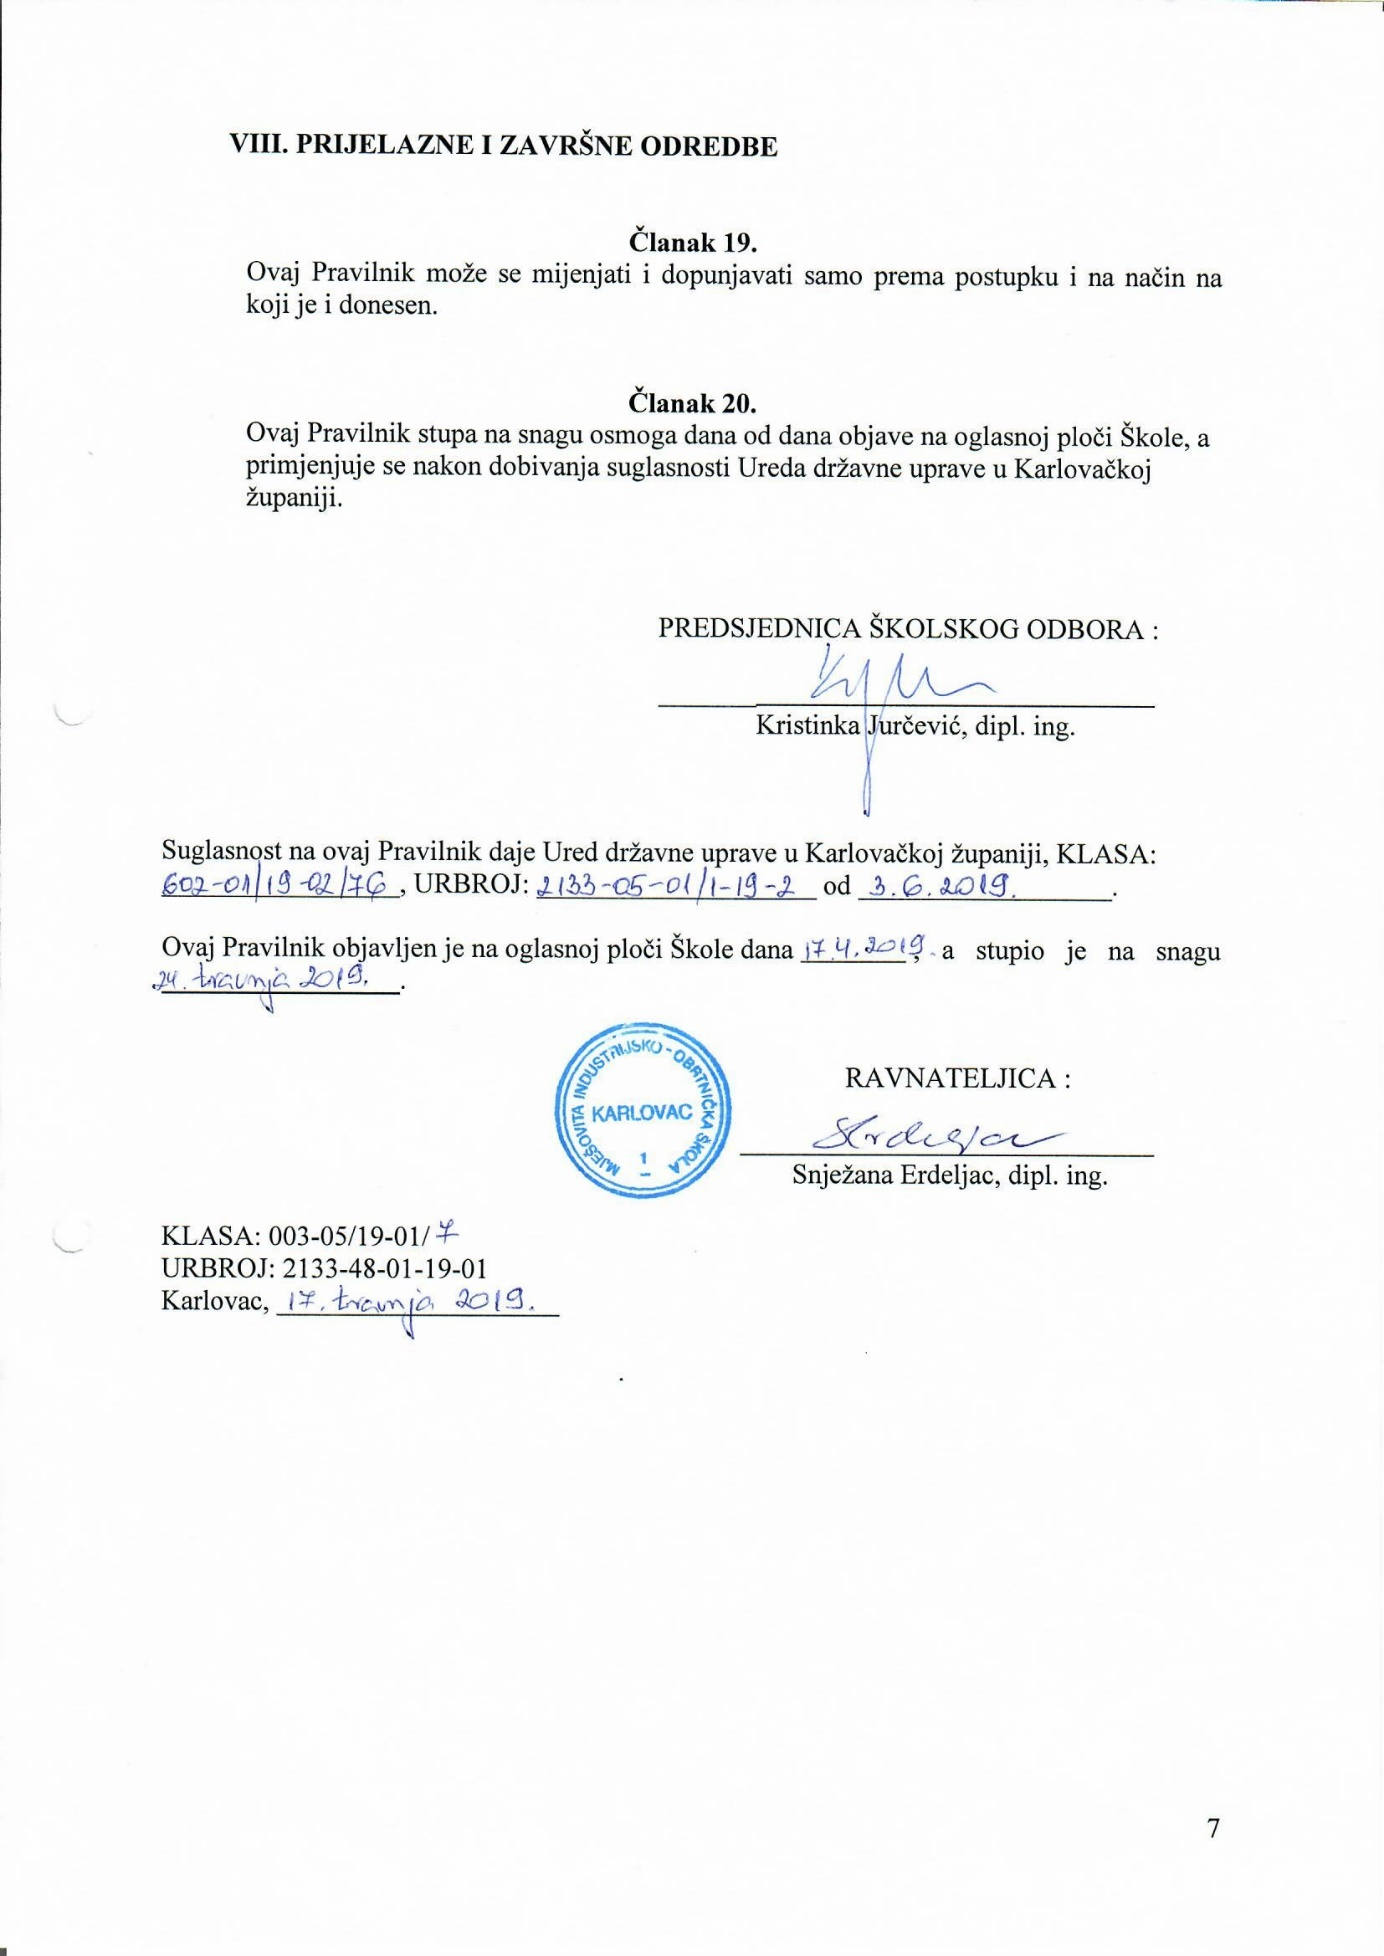 VIII. PRIJELAZNE I ZAVRŠNE ODREDBE
Članak 19.
Ovaj Pravilnik može se mijenjati i dopunjavati samo prema postupku i na način na
koji je i donesen.
Članak 20.
Ovaj Pravilnik stupa na snagu osmoga dana od dana objave na oglasnoj ploči Škole, a
primjenjuje se nakon dobivanja suglasnosti Ureda državne uprave u Karlovačkoj
županiji.
PREDSJEDNICA ŠKOLSKOG ODBORA :
Kristinka Jurčević, dipl. ing.
Suglasnost na ovaj Pravilnik daje Ured državne uprave u Karlovačkoj županiji, KLASA:
602-01/19-02/76, URBROJ: 2133-05-01/1-19-2 od 3.6.2019.
Ovaj Pravilnik objavljen je na oglasnoj ploči Škole dana 17.4.2019, a stupio je na snagu
24. travnja 2019.
MJEŠOVITA INDUSTRIJSKO-OBRTNIČKA ŠKOLA
KARLOVAC
1
RAVNATELJICA :
Snježana Erdeljac, dipl. ing.
KLASA: 003-05/19-01/7
URBROJ: 2133-48-01-19-01
Karlovac, 17. travnja 2019.
7